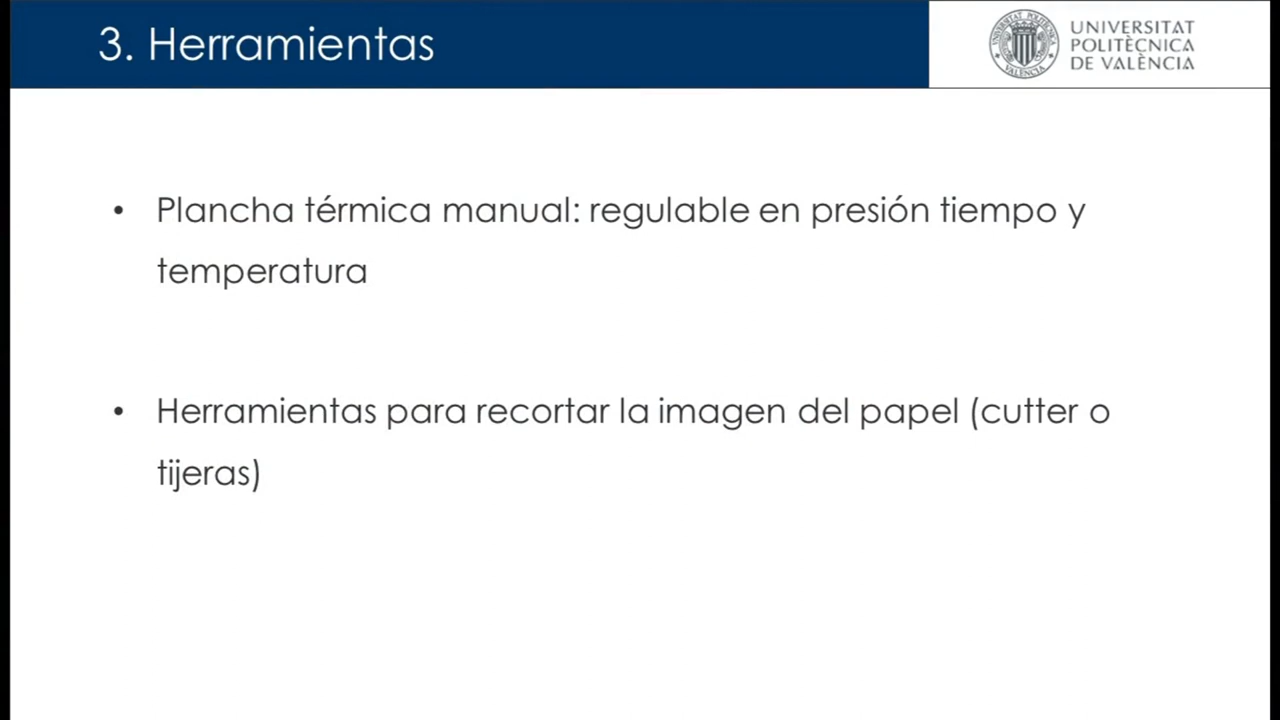 3. Herramientas
UNIVERSITAT
POLITÈCNICA
DE VALÈNCIA
• Plancha térmica manual: regulable en presión tiempo y
temperatura
• Herramientas para recortar la imagen del papel (cutter o
tijeras)